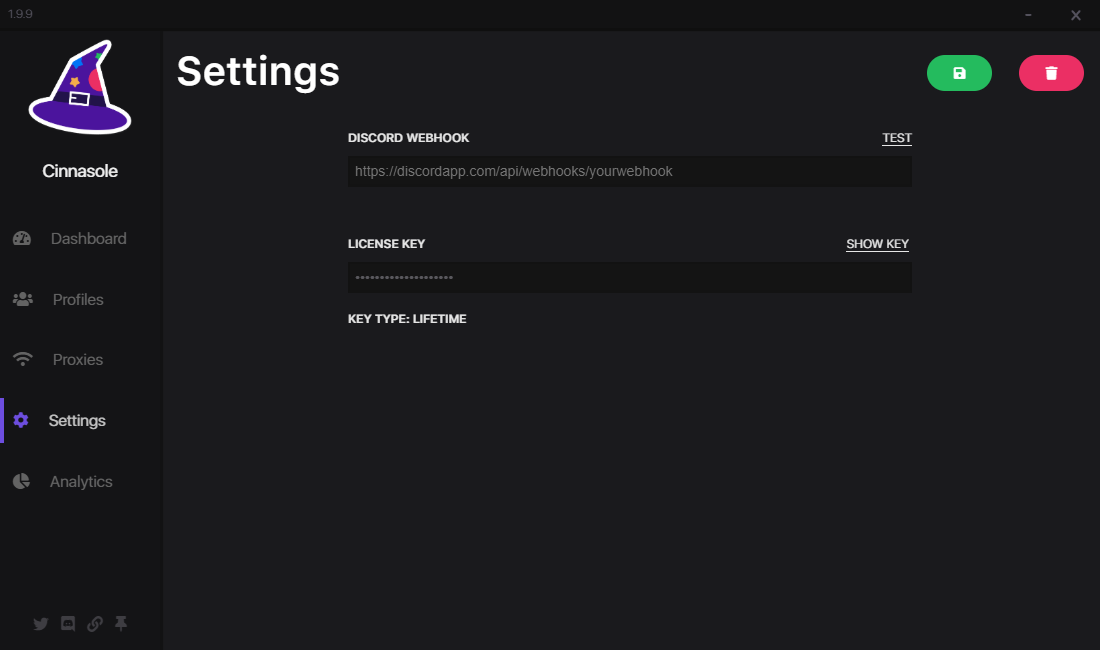 1.9.9
Cinnasole
Dashboard
Profiles
Proxies
Settings
Analytics
Settings
DISCORD WEBHOOK
TEST
https://discordapp.com/api/webhooks/yourwebhook
LICENSE KEY
SHOW KEY
••••••••••••••••••••
KEY TYPE: LIFETIME